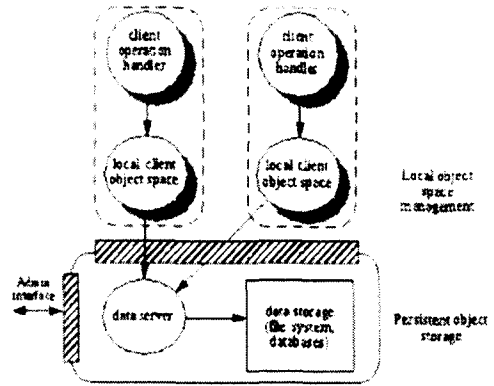 client
operation
handler
client
operation
handler
local client
object space
local client
object space
Local object
space
management
Admin
interface
data server
data storage
(file system,
databases)
Persistent object
storage